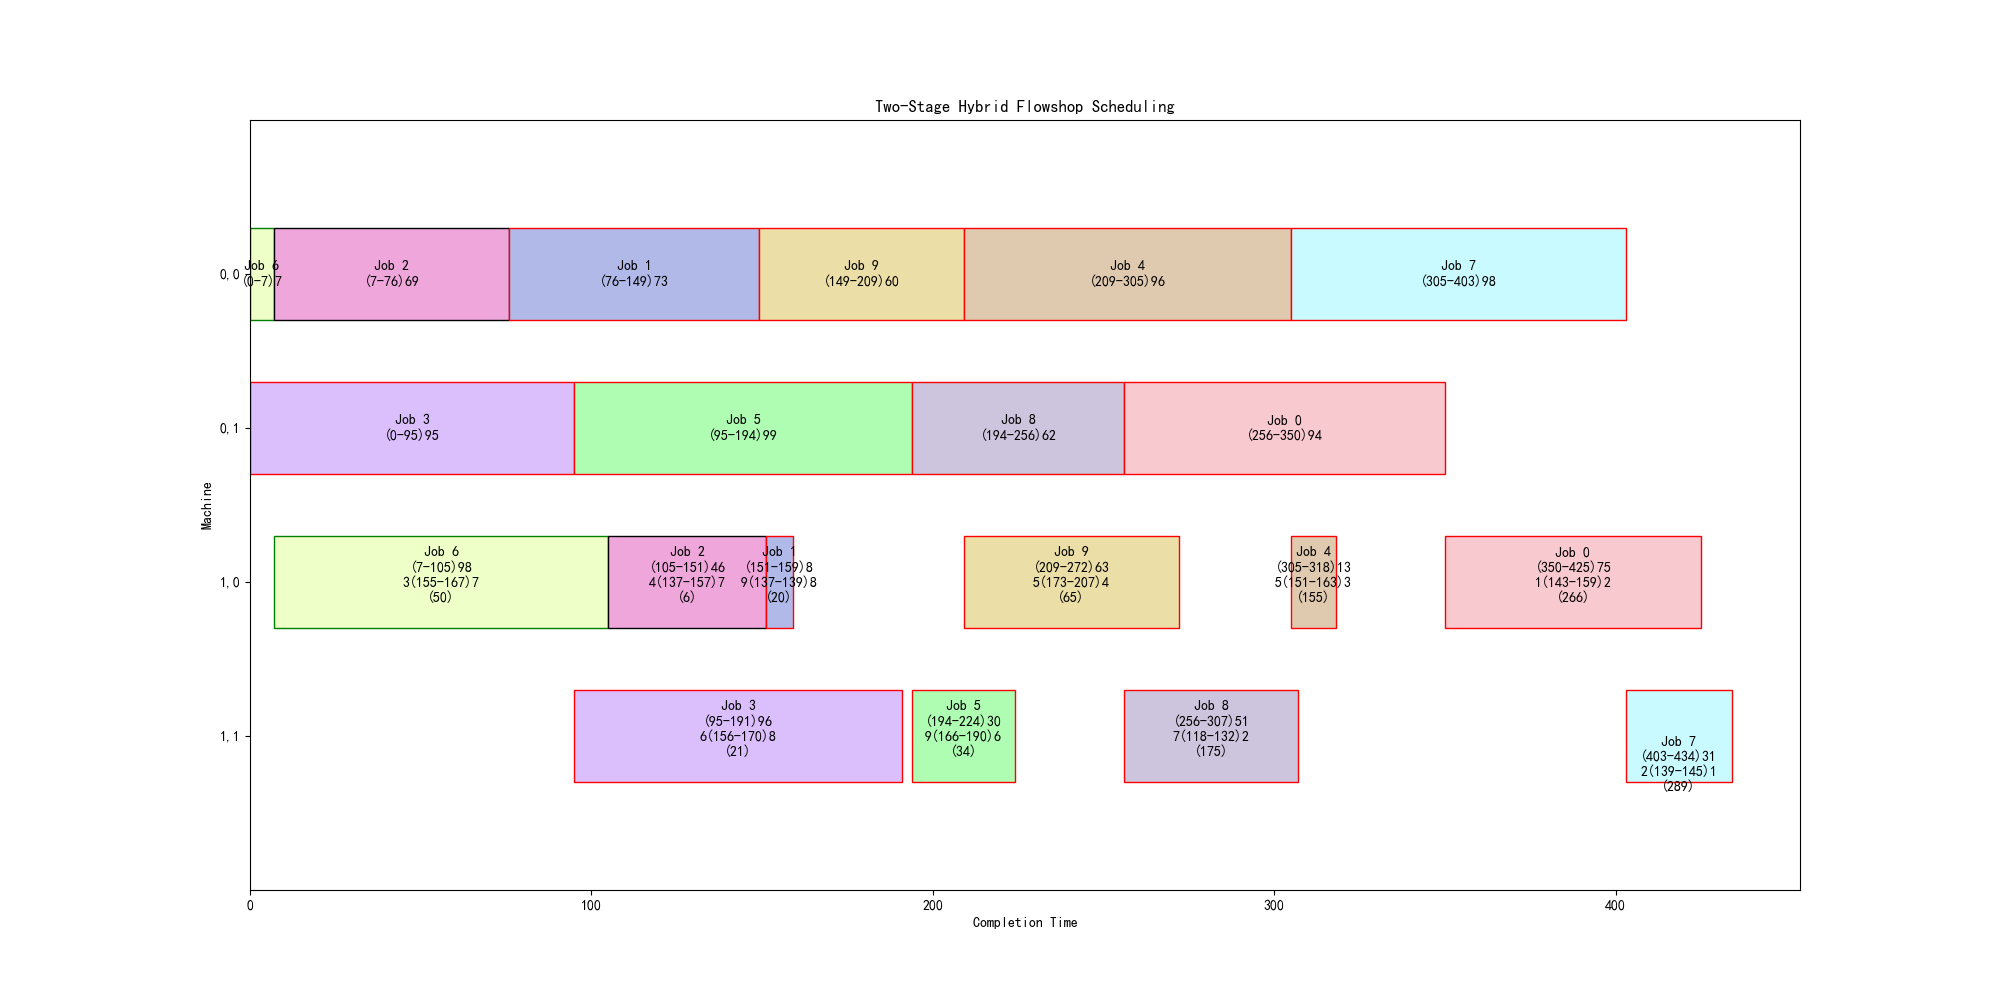 Two-Stage Hybrid Flowshop Scheduling
Machine
0,0
Job 6
(0-7)7
Job 2
(7-76)69
Job 1
(76-149)73
Job 9
(149-209)60
Job 4
(209-305)96
Job 7
(305-403)98
0,1
Job 3
(0-95)95
Job 5
(95-194)99
Job 8
(194-256)62
Job 0
(256-350)94
1,0
Job 6
(7-105)98
3(155-167)7
(50)
Job 2
(105-151)46
4(137-157)7
(6)
Job 1
(151-159)8
9(137-139)8
(20)
Job 9
(209-272)63
5(173-207)4
(65)
Job 4
(305-318)13
5(151-163)3
(155)
Job 0
(350-425)75
1(143-159)2
(266)
1,1
Job 3
(95-191)96
6(156-170)8
(21)
Job 5
(194-224)30
9(166-190)6
(34)
Job 8
(256-307)51
7(118-132)2
(175)
Job 7
(403-434)31
2(139-145)1
(289)
0
100
200
300
400
Completion Time